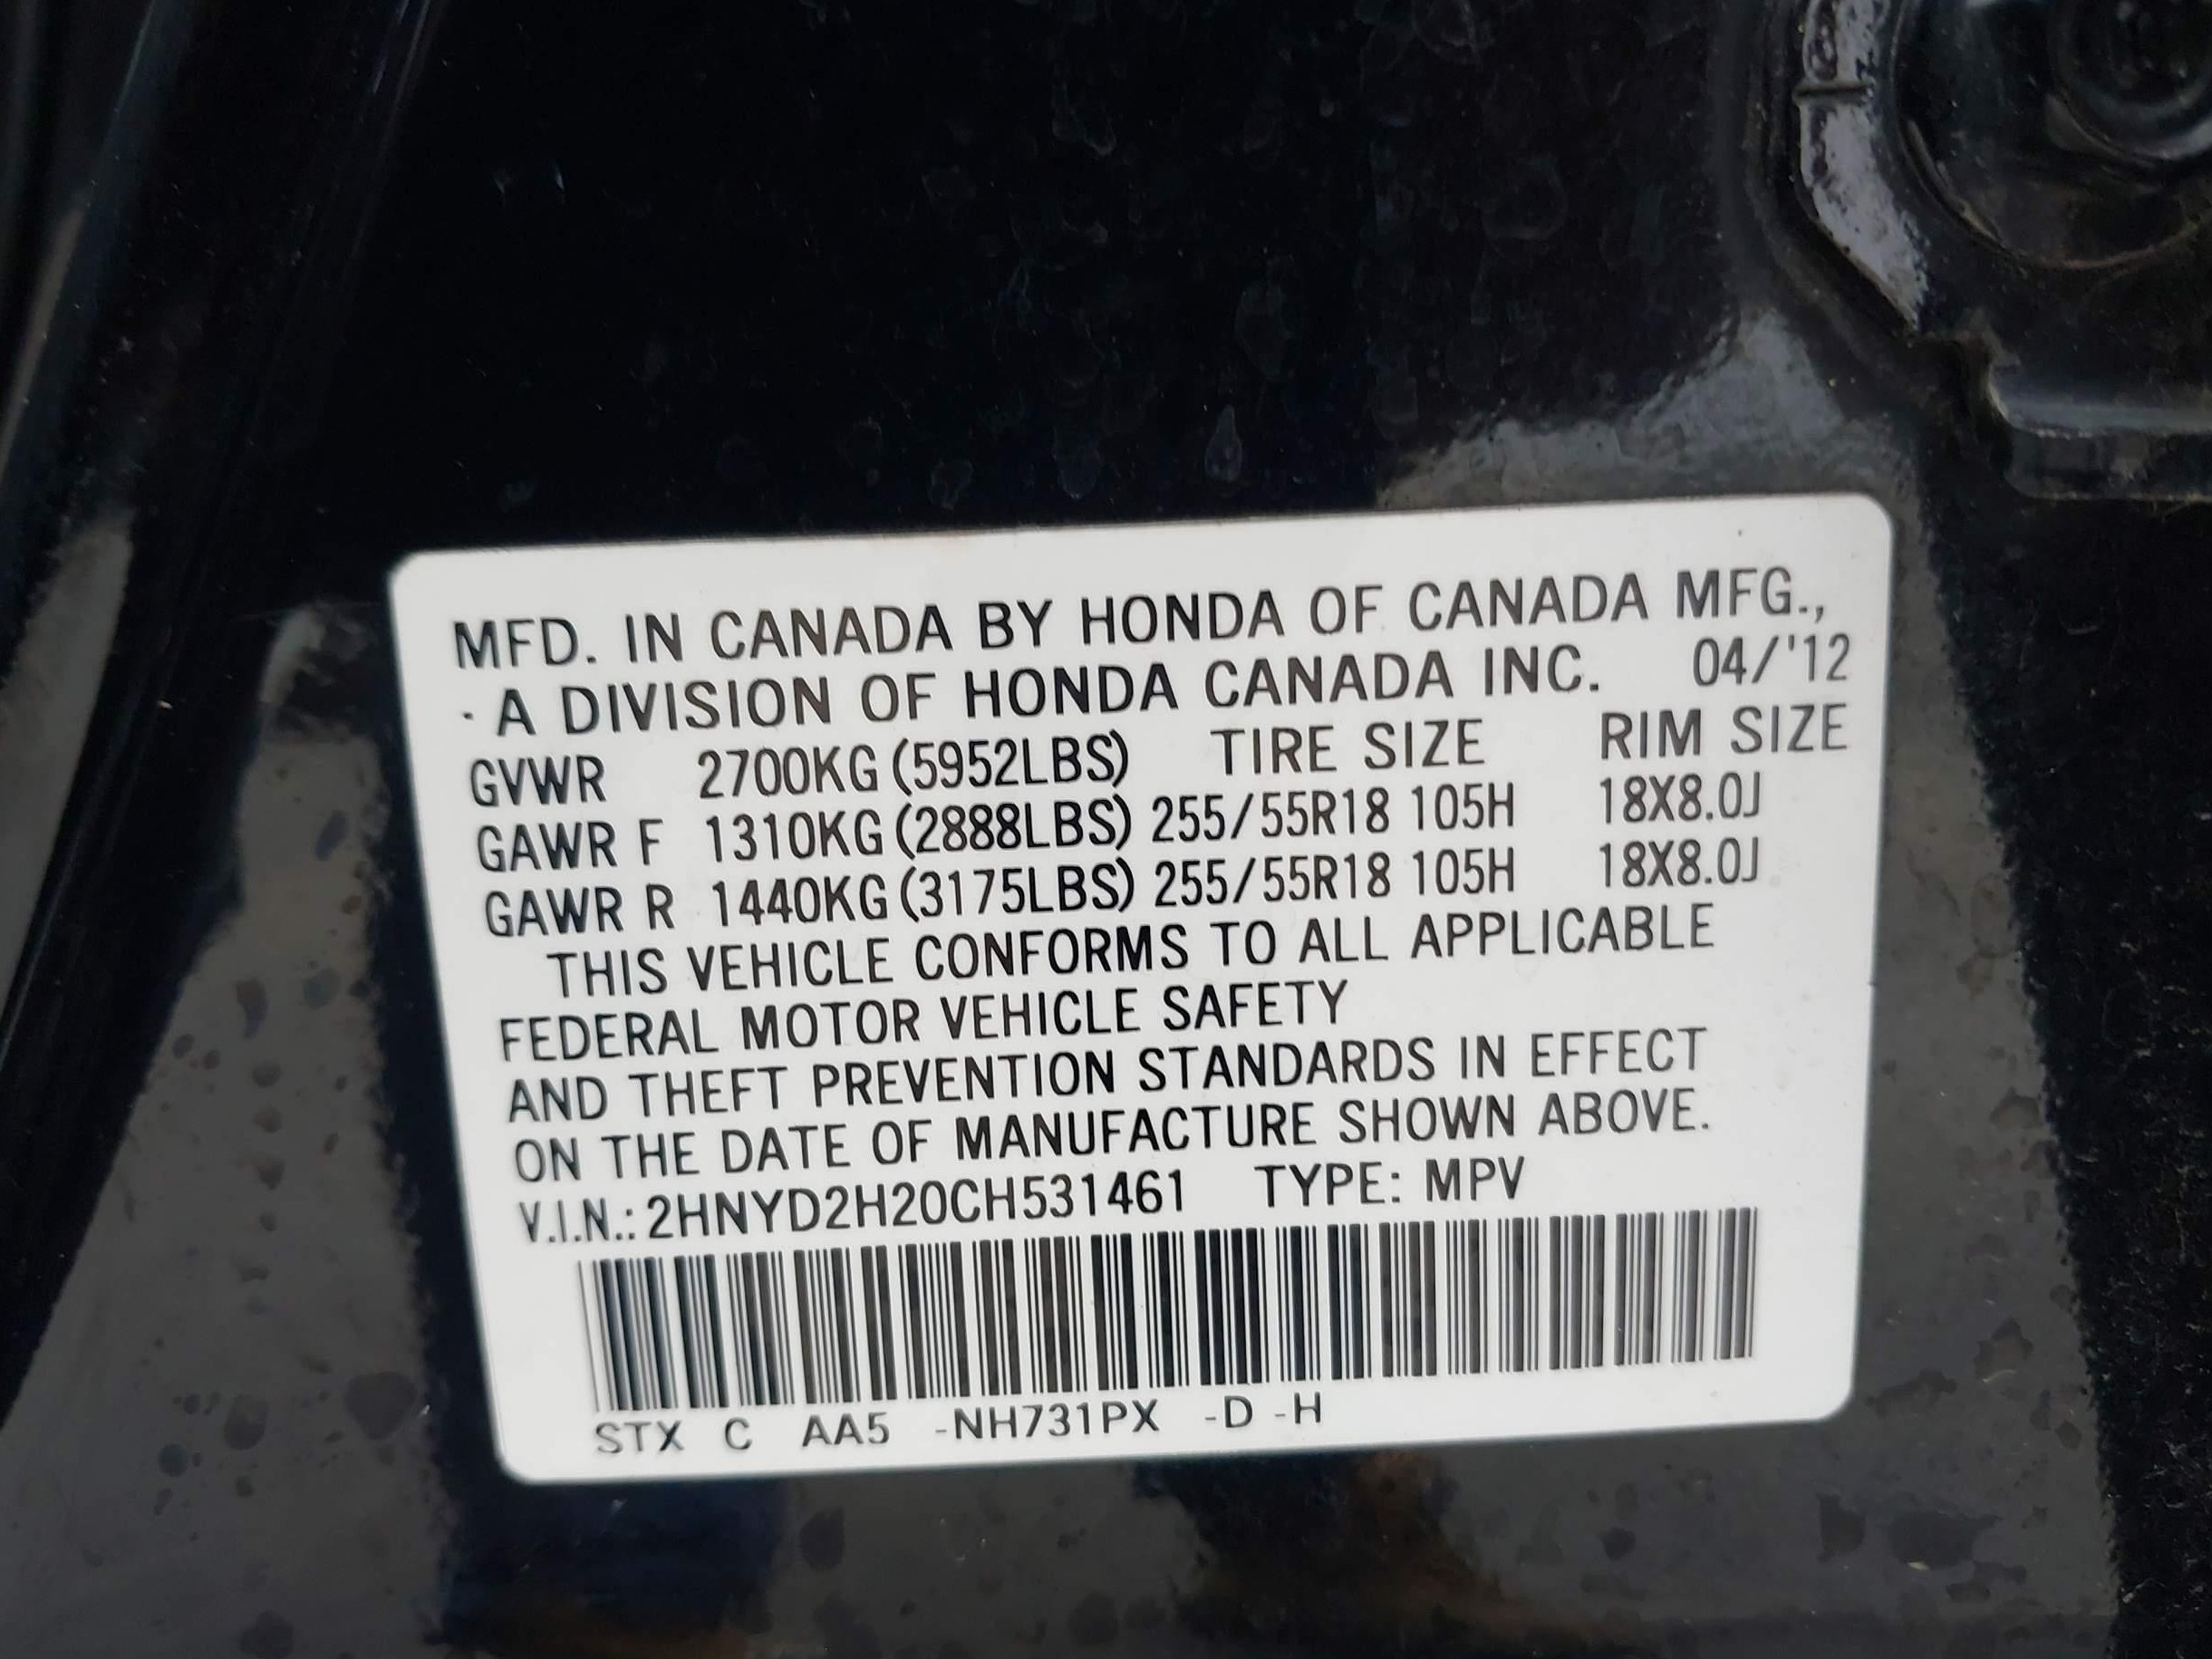 MFD. IN CANADA BY HONDA OF CANADA MFG.,
A DIVISION OF HONDA CANADA INC. 04/'12
GVWR 2700KG (5952LBS) TIRE SIZE RIM SIZE
GAWR F 1310KG (2888LBS) 255/55R18 105H 18X8.0J
GAWR R 1440KG (3175LBS) 255/55R18 105H 18X8.0J
THIS VEHICLE CONFORMS TO ALL APPLICABLE
FEDERAL MOTOR VEHICLE SAFETY
AND THEFT PREVENTION STANDARDS IN EFFECT
ON THE DATE OF MANUFACTURE SHOWN ABOVE.
V.I.N.: 2HNYD2H20CH531461 TYPE: MPV
STX C AA5 -NH731PX -D -H